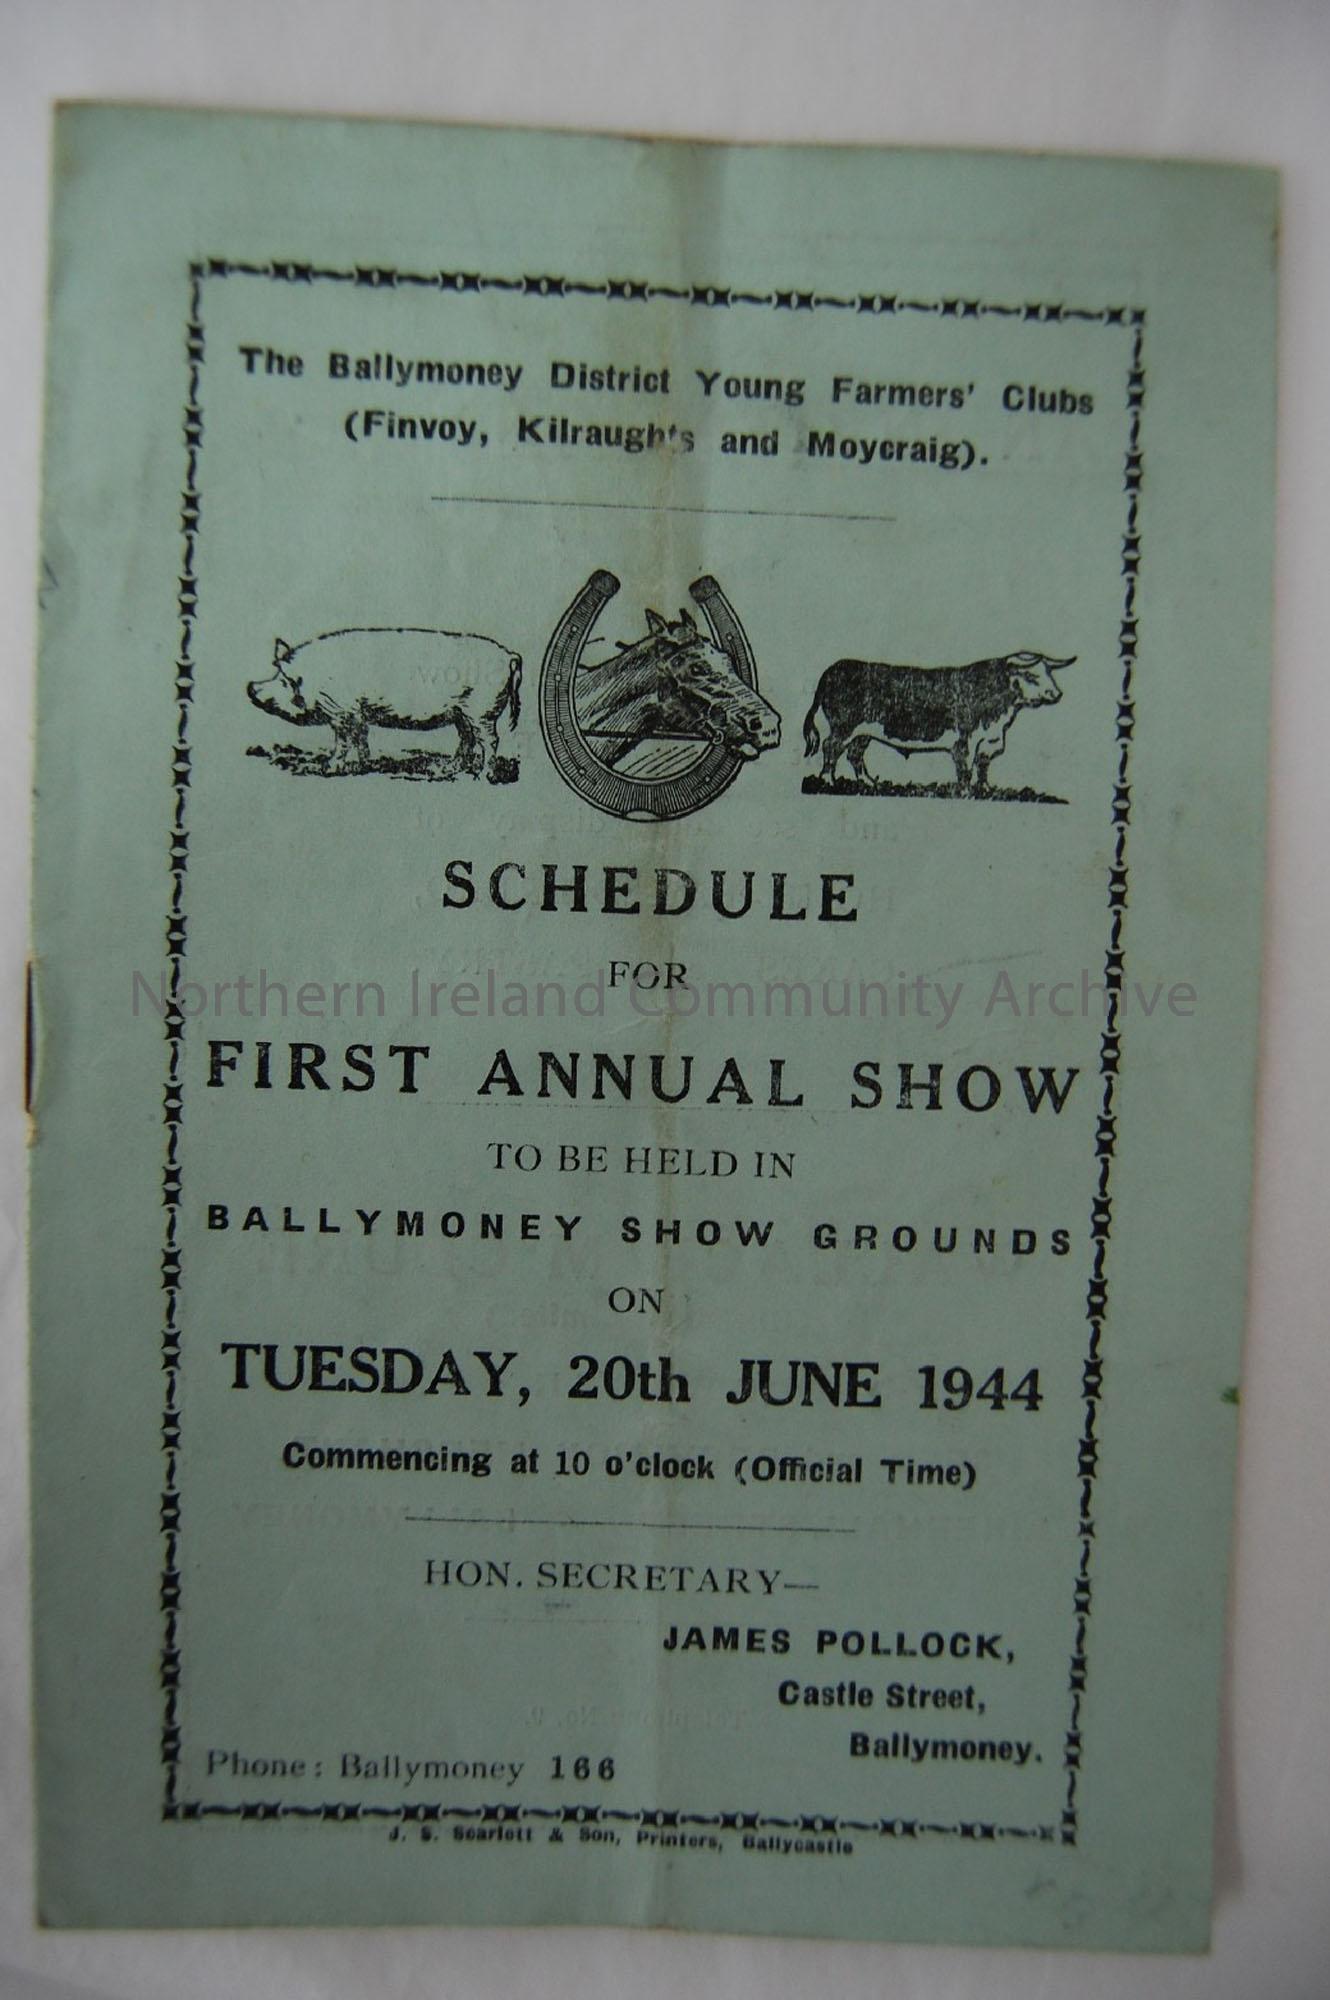 The Ballymoney District Young Farmers' Clubs
(Finvoy, Kilraughts and Moycraig).
SCHEDULE
FOR
Northern Ireland Community Archive
FIRST ANNUAL SHOW
TO BE HELD IN
BALLYMONEY SHOW GROUNDS
ON
TUESDAY, 20th JUNE 1944
Commencing at 10 o'clock (Official Time)
HON. SECRETARY—
JAMES POLLOCK,
Castle Street,
Ballymoney.
Phone: Ballymoney 166
J. S. Scarlett & Son, Printers, Ballycastle